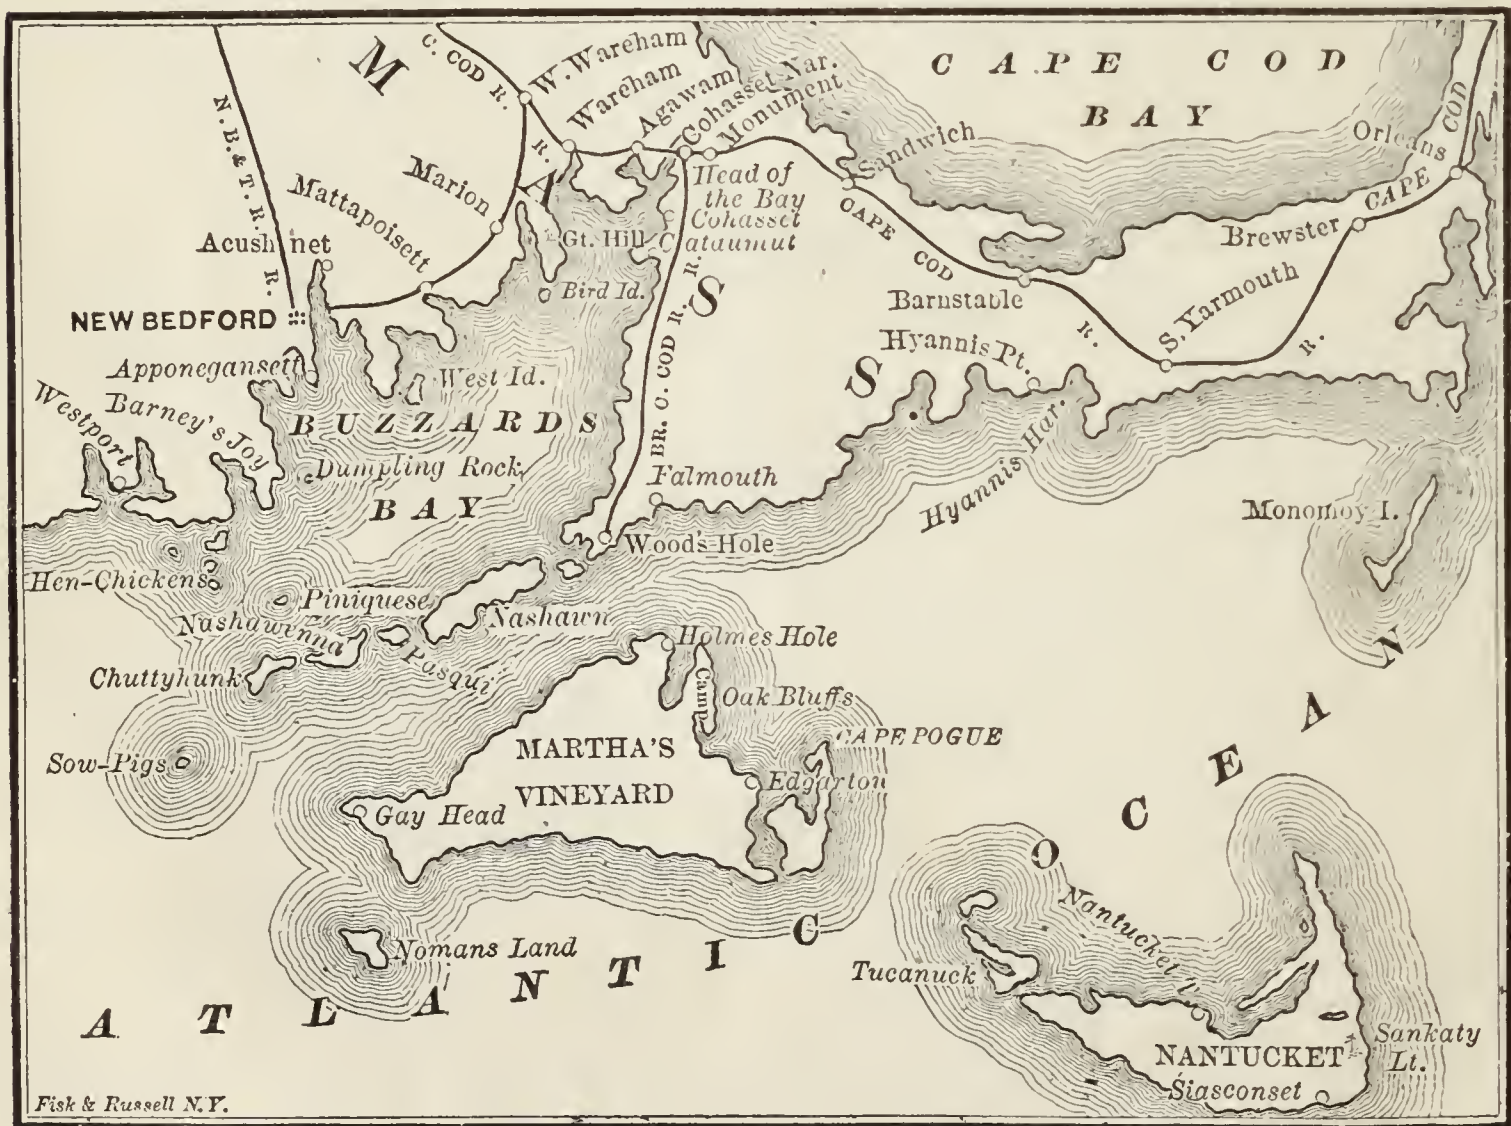 CAPE COD
BAY
MASS
N. B. & T. R. R.
C. COD R. R.
W. Wareham
Wareham
Agawam
Cohasset Nar.
Monument
Sandwich
Orleans
CAPE COD
Head of
the Bay
Cohasset
Cataumut
Gt. Hill
Marion
Mattapoisett
Acushnet
CAPE COD R. R.
Brewster
Bird Id.
Barnstable
S. Yarmouth
NEW BEDFORD
Hyannis Pt.
Apponegansett
West Id.
BR. C. COD R. R.
Westport
Barney's Joy
BUZZARDS
BAY
Dumpling Rock
Falmouth
Hyannis Har.
Monomoy I.
Wood's Hole
Hen-Chickens
Piniquese
Nashawn
Nashawinna
Pasqui
Holmes Hole
Chuttyhunk
Camp
Oak Bluffs
CAPE POGUE
Sow-Pigs
MARTHA'S
VINEYARD
Edgarton
Gay Head
Nomans Land
ATLANTIC OCEAN
Nantucket
Tucanuck
NANTUCKET
Sankaty
Lt.
Siasconset
Fisk & Russell N. Y.